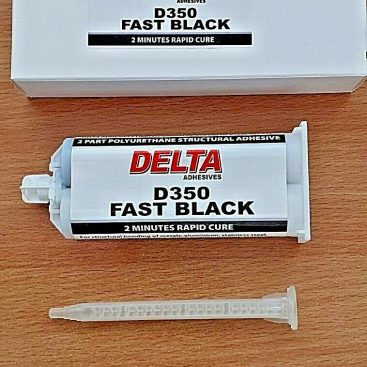 ADHESIVES
D350
FAST BLACK
2 MINUTES RAPID CURE
2 PART POLYURETHANE STRUCTURAL ADHESIVE
DELTA
ADHESIVES
D350
FAST BLACK
2 MINUTES RAPID CURE
For structural bonding of metals, aluminium, stainless steel,